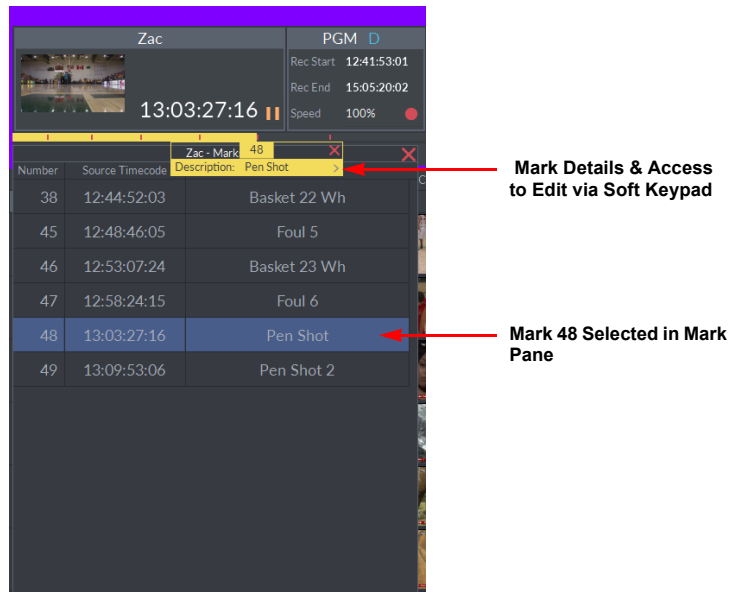 Zac
PGM D
Rec Start 12:41:53:01
Rec End 15:05:20:02
13:03:27:16
Speed 100%
Zac - Mark 48
Number Source Timecode Description: Pen Shot >
38 12:44:52:03 Basket 22 Wh
45 12:48:46:05 Foul 5
46 12:53:07:24 Basket 23 Wh
47 12:58:24:15 Foul 6
48 13:03:27:16 Pen Shot
49 13:09:53:06 Pen Shot 2
Mark Details & Access
to Edit via Soft Keypad
Mark 48 Selected in Mark
Pane